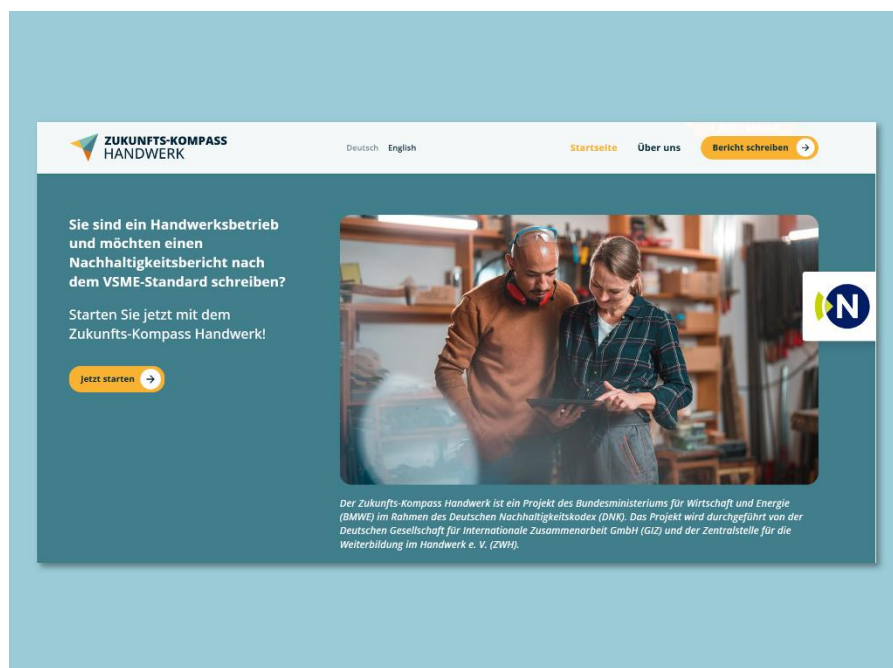 ZUKUNFTS-KOMPASS
HANDWERK
Deutsch English
Startseite Über uns Bericht schreiben
Sie sind ein Handwerksbetrieb
und möchten einen
Nachhaltigkeitsbericht nach
dem VSME-Standard schreiben?
Starten Sie jetzt mit dem
Zukunfts-Kompass Handwerk!
Jetzt starten
N
Der Zukunfts-Kompass Handwerk ist ein Projekt des Bundesministeriums für Wirtschaft und Energie
(BMWE) im Rahmen des Deutschen Nachhaltigkeitskodex (DNK). Das Projekt wird durchgeführt von der
Deutschen Gesellschaft für Internationale Zusammenarbeit GmbH (GIZ) und der Zentralstelle für die
Weiterbildung im Handwerk e. V. (ZWH).